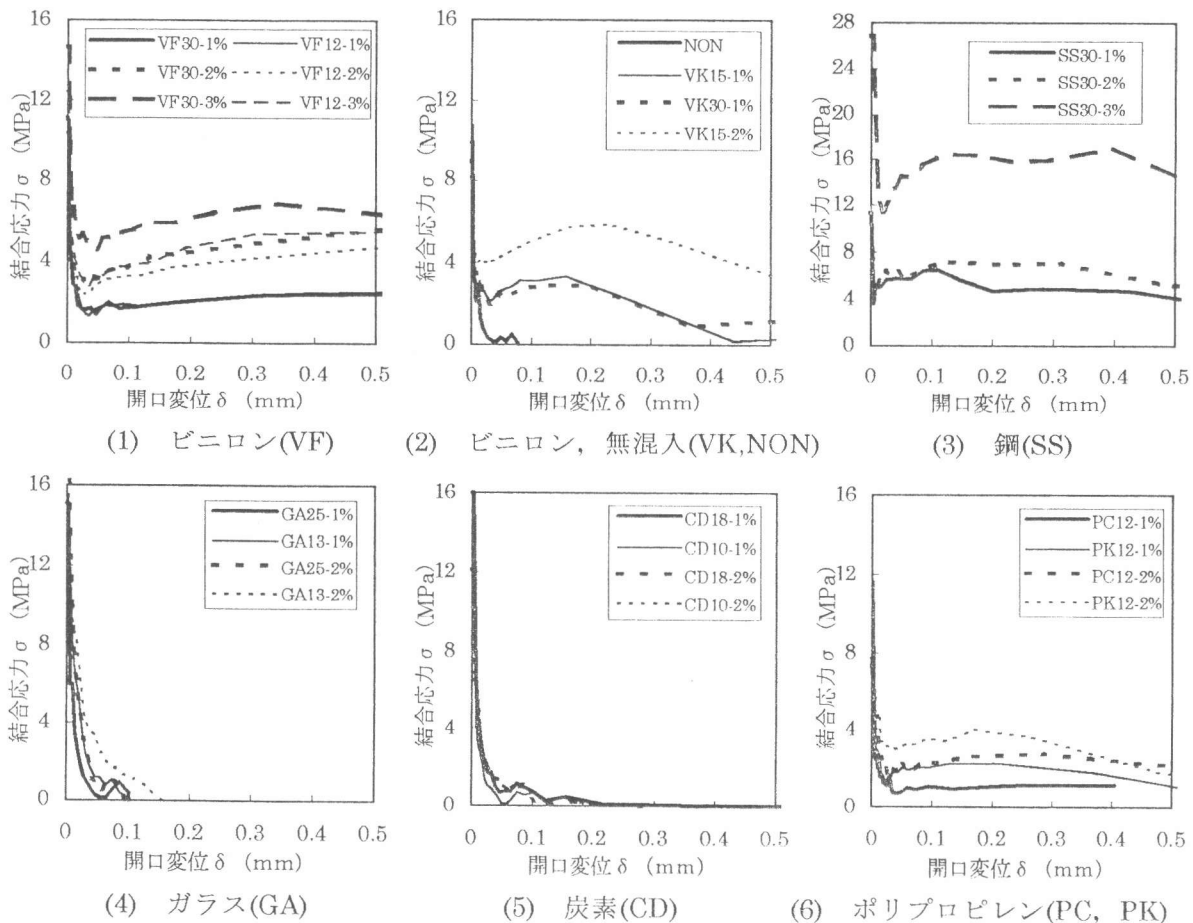 16
12
8
4
0
結合応力σ (MPa)
VF30-1%
VF12-1%
VF30-2%
VF12-2%
VF30-3%
VF12-3%
0 0.1 0.2 0.3 0.4 0.5
開口変位δ (mm)
(1) ビニロン(VF)
16
12
8
4
0
結合応力σ (MPa)
NON
VK15-1%
VK30-1%
VK15-2%
0 0.1 0.2 0.3 0.4 0.5
開口変位δ (mm)
(2) ビニロン, 無混入(VK,NON)
28
24
20
16
12
8
4
0
結合応力σ (MPa)
SS30-1%
SS30-2%
SS30-3%
0 0.1 0.2 0.3 0.4 0.5
開口変位δ (mm)
(3) 鋼(SS)
16
12
8
4
0
結合応力σ (MPa)
GA25-1%
GA13-1%
GA25-2%
GA13-2%
0 0.1 0.2 0.3 0.4 0.5
開口変位δ (mm)
(4) ガラス(GA)
16
12
8
4
0
結合応力σ (MPa)
CD18-1%
CD10-1%
CD18-2%
CD10-2%
0 0.1 0.2 0.3 0.4 0.5
開口変位δ (mm)
(5) 炭素(CD)
16
12
8
4
0
結合応力σ (MPa)
PC12-1%
PK12-1%
PC12-2%
PK12-2%
0 0.1 0.2 0.3 0.4 0.5
開口変位δ (mm)
(6) ポリプロピレン(PC, PK)